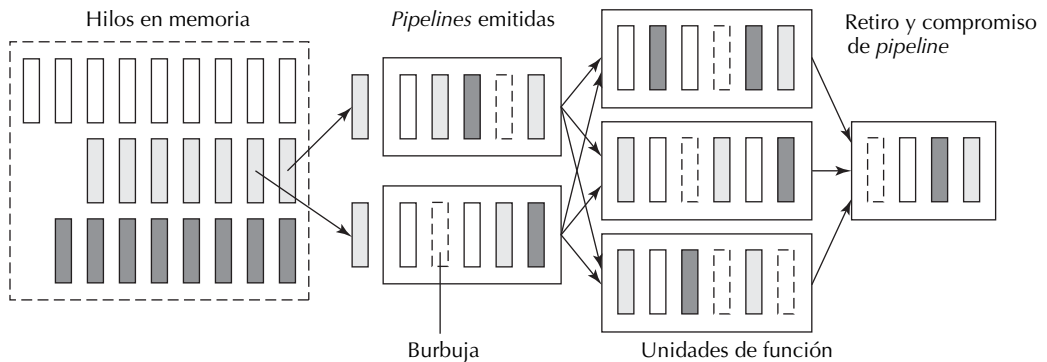 Hilos en memoria
Pipelines emitidas
Retiro y compromiso
de pipeline
Burbuja
Unidades de función